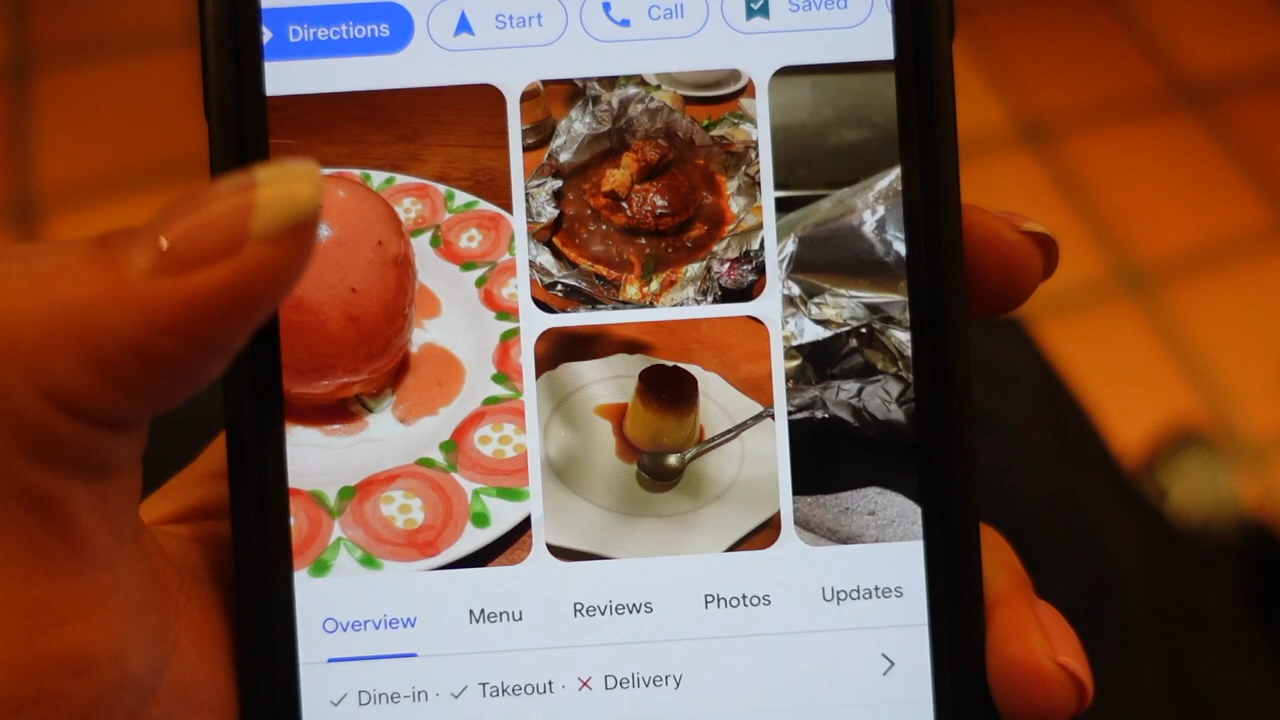 Directions Start Call Saved
Overview Menu Reviews Photos Updates
Dine-in · Takeout · Delivery